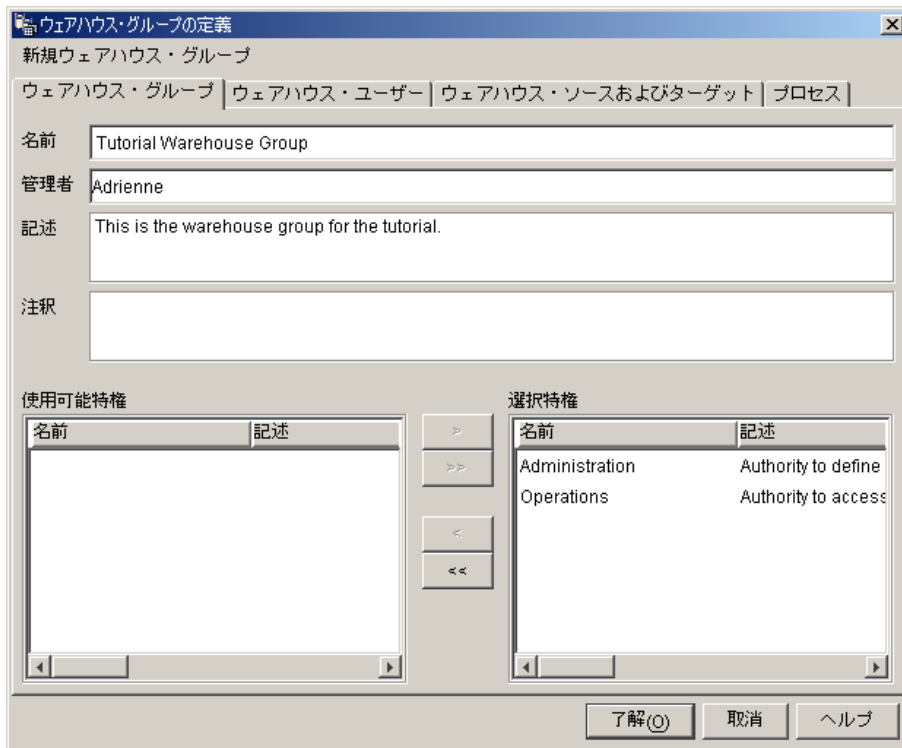 ウェアハウス・グループの定義
新規ウェアハウス・グループ
ウェアハウス・グループ ウェアハウス・ユーザー ウェアハウス・ソースおよびターゲット プロセス
名前 Tutorial Warehouse Group
管理者 Adrienne
記述 This is the warehouse group for the tutorial.
注釈
使用可能特権 選択特権
名前 記述 > 名前 記述
>> Administration Authority to define
Operations Authority to access
<
<<
了解(O) 取消 ヘルプ